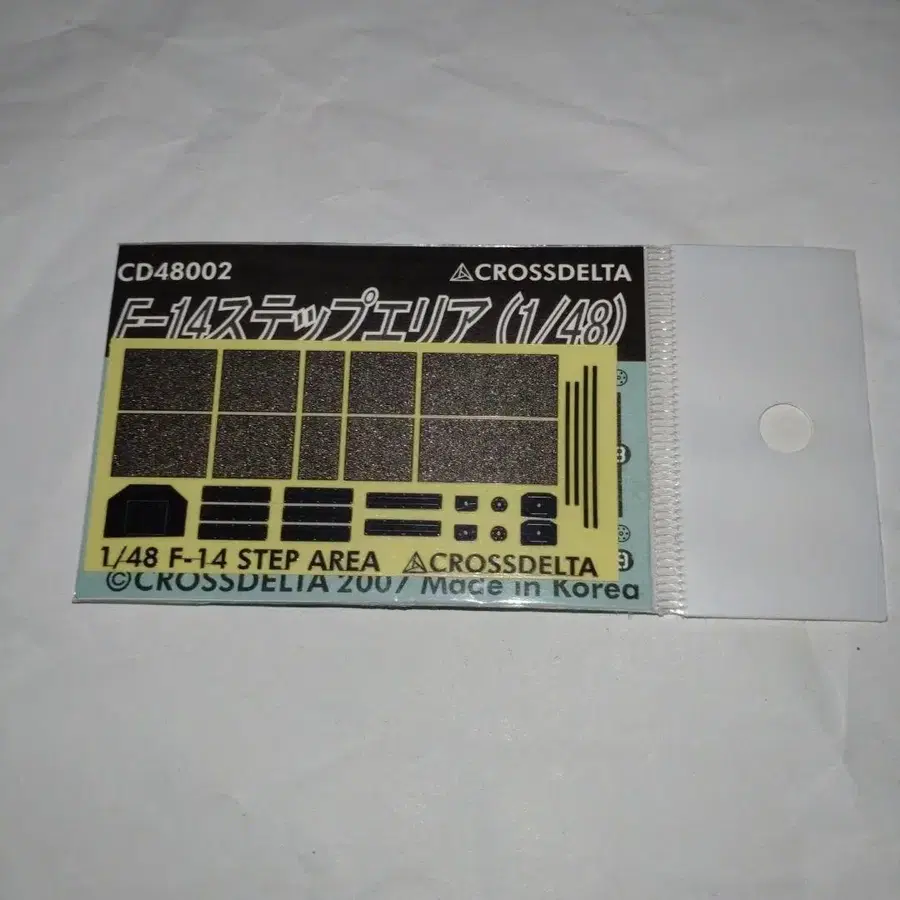 CD48002 CROSSDELTA
F-14ステップエリア (1/48)
1/48 F-14 STEP AREA CROSSDELTA
©CROSSDELTA 2007 Made in Korea